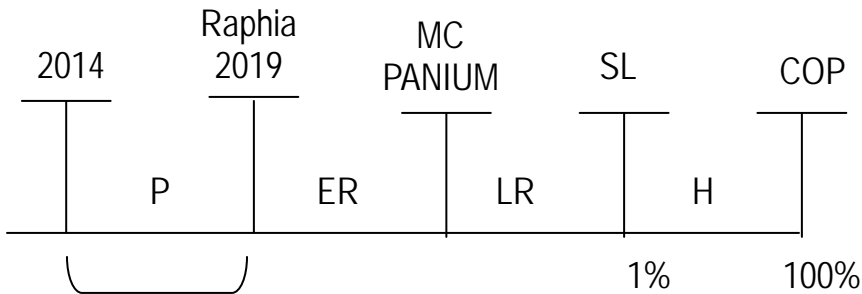 2014
Raphia
2019
MC
PANIUM
SL
COP
P
ER
LR
H
1%
100%